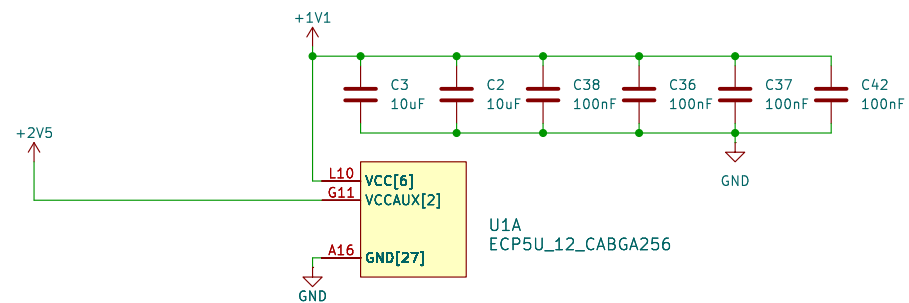 +1V1
C3
10uF
C2
10uF
C38
100nF
C36
100nF
C37
100nF
C42
100nF
+2V5
GND
L10
VCC[6]
G11
VCCAUX[2]
U1A
ECP5U_12_CABGA256
A16
GND[27]
GND